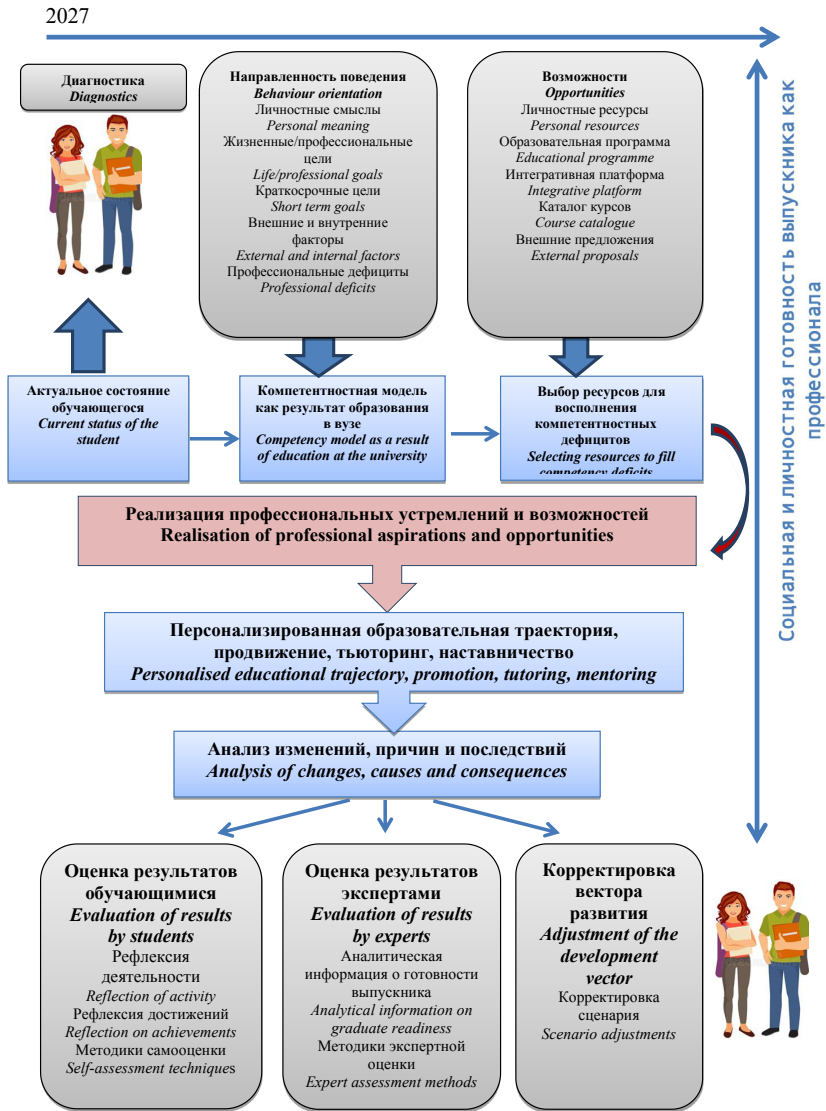 2027
Диагностика
Diagnostics
Направленность поведения
Behaviour orientation
Личностные смыслы
Personal meaning
Жизненные/профессиональные
цели
Life/professional goals
Краткосрочные цели
Short term goals
Внешние и внутренние
факторы
External and internal factors
Профессиональные дефициты
Professional deficits
Возможности
Opportunities
Личностные ресурсы
Personal resources
Образовательная программа
Educational programme
Интегративная платформа
Integrative platform
Каталог курсов
Course catalogue
Внешние предложения
External proposals
Социальная и личностная готовность выпускника как
профессионала
Актуальное состояние
обучающегося
Current status of the
student
Компетентностная модель
как результат образования
в вузе
Competency model as a result
of education at the university
Выбор ресурсов для
восполнения
компетентностных
дефицитов
Selecting resources to fill
competency deficits
Реализация профессиональных устремлений и возможностей
Realisation of professional aspirations and opportunities
Персонализированная образовательная траектория,
продвижение, тьюторинг, наставничество
Personalised educational trajectory, promotion, tutoring, mentoring
Анализ изменений, причин и последствий
Analysis of changes, causes and consequences
Оценка результатов
обучающимися
Evaluation of results
by students
Рефлексия
деятельности
Reflection of activity
Рефлексия достижений
Reflection on achievements
Методики самооценки
Self-assessment techniques
Оценка результатов
экспертами
Evaluation of results
by experts
Аналитическая
информация о готовности
выпускника
Analytical information on
graduate readiness
Методики экспертной
оценки
Expert assessment methods
Корректировка
вектора
развития
Adjustment of the
development
vector
Корректировка
сценария
Scenario adjustments